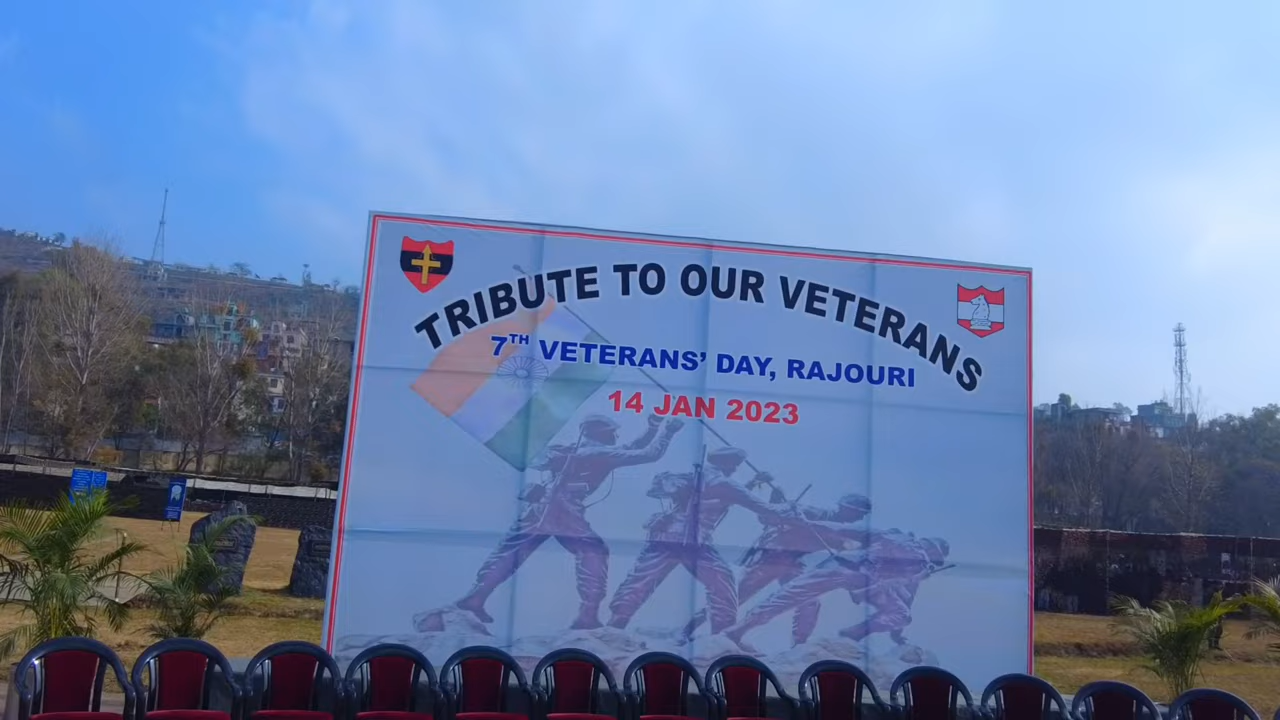 TRIBUTE TO OUR VETERANS
7TH VETERANS' DAY, RAJOURI
14 JAN 2023